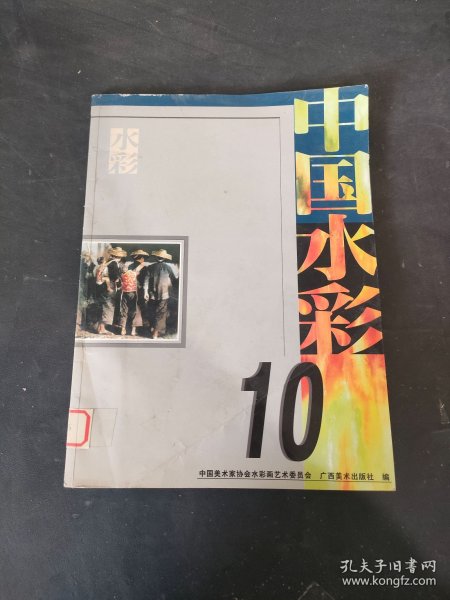 中国水彩
水彩
10
中国美术家协会水彩画艺术委员会 广西美术出版社 编
孔夫子旧书网
www.kongfz.com